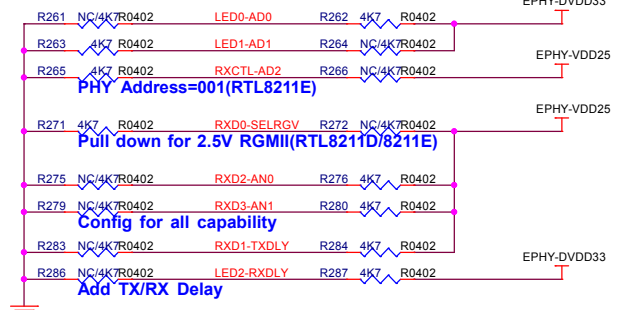 EPHY-DVDD33
R261 NC/4K7 R0402 LED0-AD0 R262 4K7 R0402
R263 4K7 R0402 LED1-AD1 R264 NC/4K7 R0402
EPHY-VDD25
R265 4K7 R0402 RXCTL-AD2 R266 NC/4K7 R0402
PHY Address=001(RTL8211E)
EPHY-VDD25
R271 4K7 R0402 RXD0-SELRGV R272 NC/4K7 R0402
Pull down for 2.5V RGMII(RTL8211D/8211E)
R275 NC/4K7 R0402 RXD2-AN0 R276 4K7 R0402
R279 NC/4K7 R0402 RXD3-AN1 R280 4K7 R0402
Config for all capability
R283 NC/4K7 R0402 RXD1-TXDLY R284 4K7 R0402
EPHY-DVDD33
R286 NC/4K7 R0402 LED2-RXDLY R287 4K7 R0402
Add TX/RX Delay